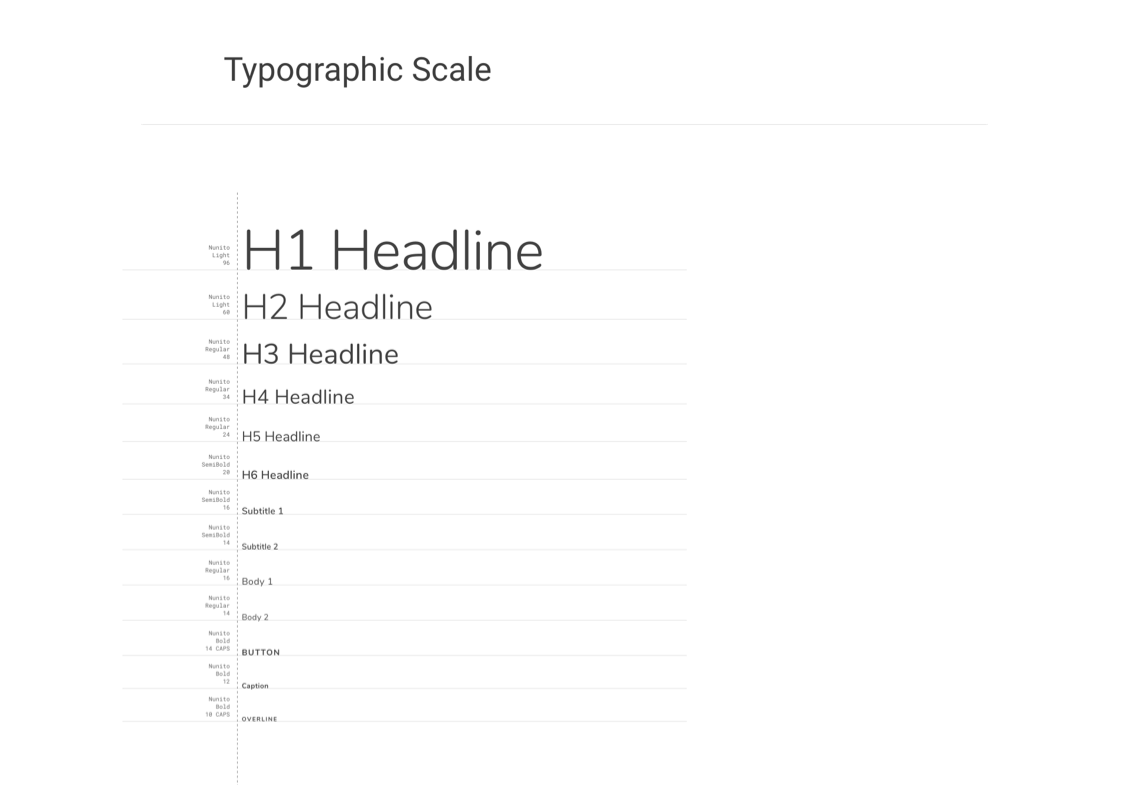 Typographic Scale
Nunito
Light
96
H1 Headline
Nunito
Light
60
H2 Headline
Nunito
Regular
48
H3 Headline
Nunito
Regular
34
H4 Headline
Nunito
Regular
24
H5 Headline
Nunito
SemiBold
20
H6 Headline
Nunito
SemiBold
16
Subtitle 1
Nunito
SemiBold
14
Subtitle 2
Nunito
Regular
16
Body 1
Nunito
Regular
14
Body 2
Nunito
Bold
14 CAPS
BUTTON
Nunito
Bold
12
Caption
Nunito
Bold
10 CAPS
OVERLINE